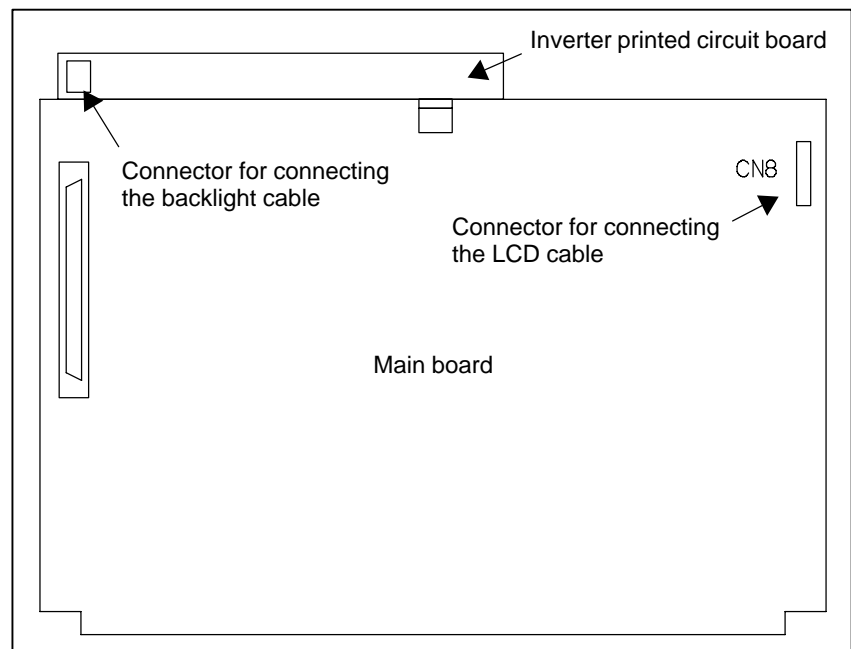 Inverter printed circuit board
Connector for connecting
the backlight cable
CN8
Connector for connecting
the LCD cable
Main board